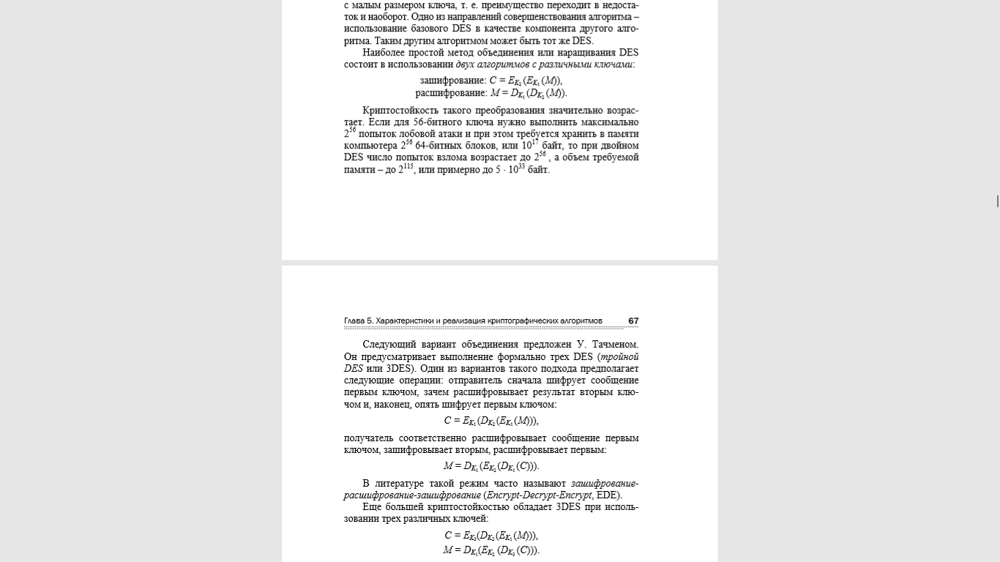 с малым размером ключа, т. е. преимущество переходит в недоста-
ток и наоборот. Одно из направлений совершенствования алгоритма –
использование базового DES в качестве компонента другого алго-
ритма. Таким другим алгоритмом может быть тот же DES.
Наиболее простой метод объединения или наращивания DES
состоит в использовании двух алгоритмов с различными ключами:
зашифрование: C = E_{K_2}(E_{K_1}(M)),
расшифрование: M = D_{K_1}(D_{K_2}(M)).
Криптостойкость такого преобразования значительно возрас-
тает. Если для 56-битного ключа нужно выполнить максимально
2^{56} попыток лобовой атаки и при этом требуется хранить в памяти
компьютера 2^{56} 64-битных блоков, или 10^{17} байт, то при двойном
DES число попыток взлома возрастает до 2^{56} , а объем требуемой
памяти – до 2^{115}, или примерно до 5 · 10^{33} байт.
Глава 5. Характеристики и реализация криптографических алгоритмов 67
Следующий вариант объединения предложен У. Тачменом.
Он предусматривает выполнение формально трех DES (тройной
DES или 3DES). Один из вариантов такого подхода предполагает
следующие операции: отправитель сначала шифрует сообщение
первым ключом, зачем расшифровывает результат вторым клю-
чом и, наконец, опять шифрует первым ключом:
C = E_{K_1}(D_{K_2}(E_{K_1}(M))),
получатель соответственно расшифровывает сообщение первым
ключом, зашифровывает вторым, расшифровывает первым:
M = D_{K_1}(E_{K_2}(D_{K_1}(C))).
В литературе такой режим часто называют зашифрование-
расшифрование-зашифрование (Encrypt-Decrypt-Encrypt, EDE).
Еще большей криптостойкостью обладает 3DES при исполь-
зовании трех различных ключей:
C = E_{K_3}(D_{K_2}(E_{K_1}(M))),
M = D_{K_1}(E_{K_2} (D_{K_3}(C))).